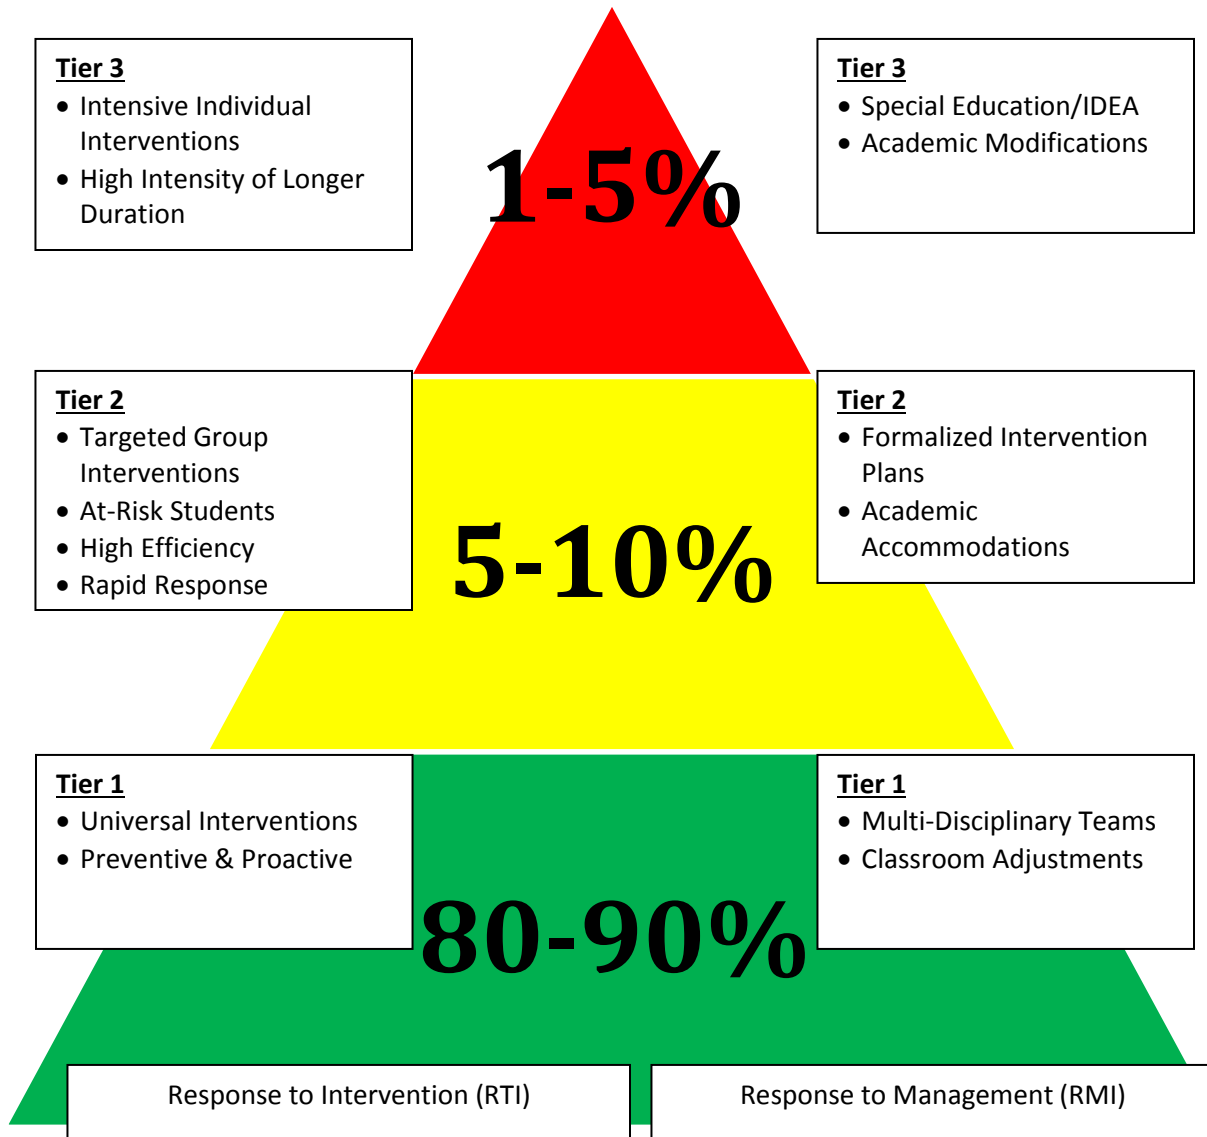 Tier 3
• Intensive Individual
Interventions
• High Intensity of Longer
Duration
1-5%
Tier 3
• Special Education/IDEA
• Academic Modifications
Tier 2
• Targeted Group
Interventions
• At-Risk Students
• High Efficiency
• Rapid Response
5-10%
Tier 2
• Formalized Intervention
Plans
• Academic
Accommodations
Tier 1
• Universal Interventions
• Preventive & Proactive
80-90%
Tier 1
• Multi-Disciplinary Teams
• Classroom Adjustments
Response to Intervention (RTI)
Response to Management (RMI)